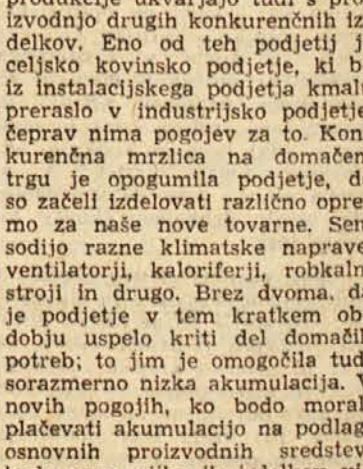 produkcije ukvarjajo tudi s pro-
izvodnjo drugih konkurenčnih iz-
delkov. Eno od teh podjetij j
celjsko kovinsko podjetje, ki b
iz instalacijskega podjetja kmal
preraslo v industrijsko podjetje
čeprav nima pogojev za to. Kon
kurenčna mrzlica na domačem
trgu je opogumila podjetje, d
so začeli izdelovati različno opre
mo za naše nove tovarne. Sem
sodijo razne klimatske naprave
ventilatorji, kaloriferji, robkaln
stroji in drugo. Brez dvoma, da
je podjetje v tem kratkem ob
dobju uspelo kriti del domačih
potreb; to jim je omogočila tud
sorazmerno nizka akumulacija. V
novih pogojih, ko bodo moral
plačevati akumulacijo na podlag
osnovnih proizvodnih sredstev